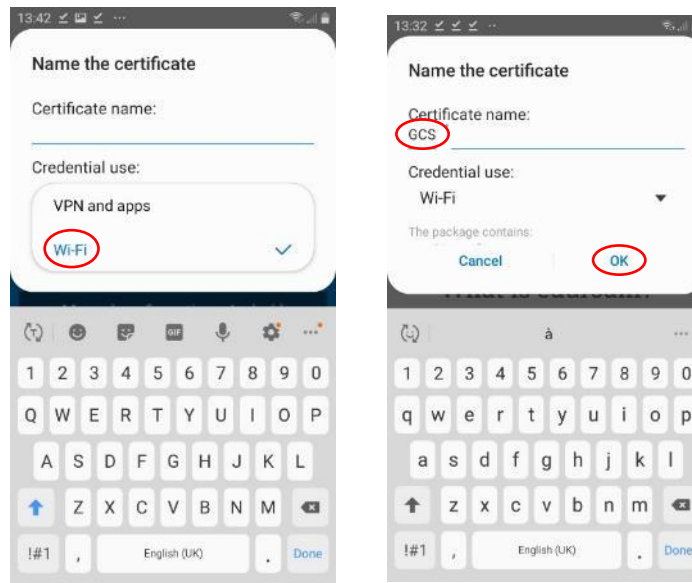 13:42
Name the certificate
Certificate name:
Credential use:
VPN and apps
Wi-Fi
GIF
1 2 3 4 5 6 7 8 9 0
Q W E R T Y U I O P
A S D F G H J K L
Z X C V B N M
!#1 , English (UK) . Done
13:32
Name the certificate
Certificate name:
GCS
Credential use:
Wi-Fi
The package contains:
Cancel OK
What is eduroam?
à
1 2 3 4 5 6 7 8 9 0
q w e r t y u i o p
a s d f g h j k l
z x c v b n m
!#1 , English (UK) . Done